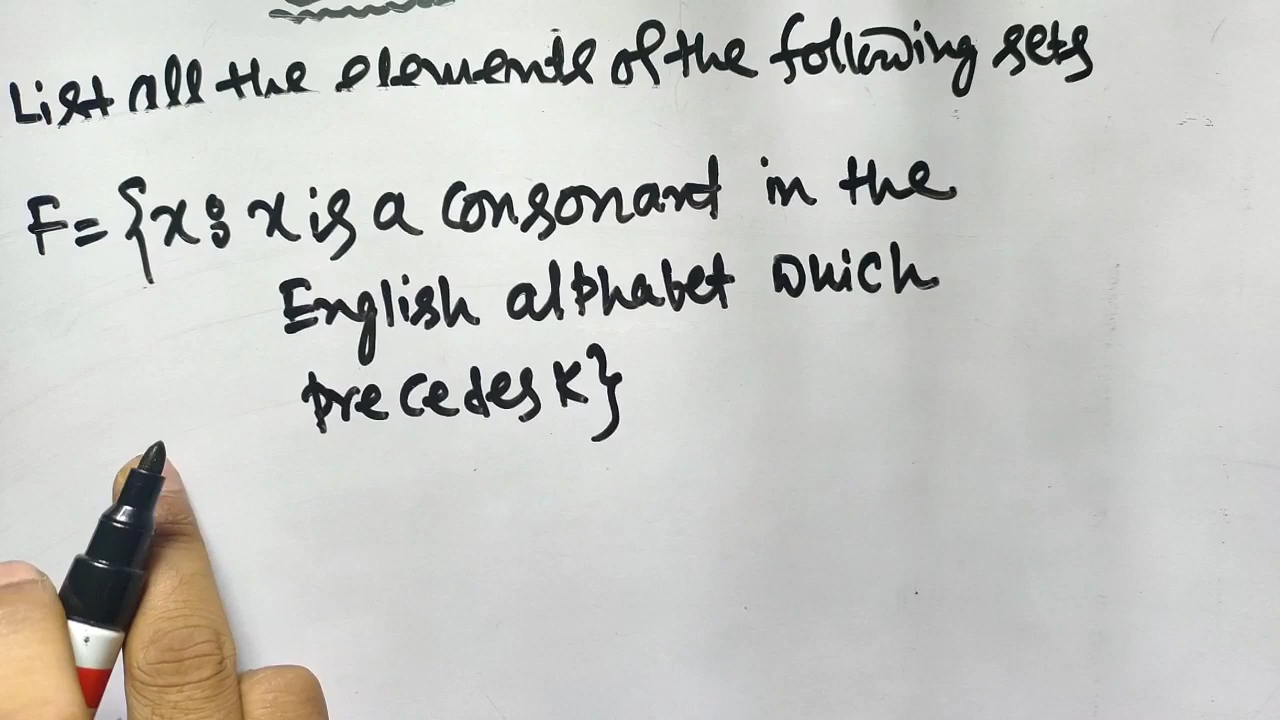 List all the elements of the following sets
F = {x : x is a consonant in the
English alphabet which
precedes K}